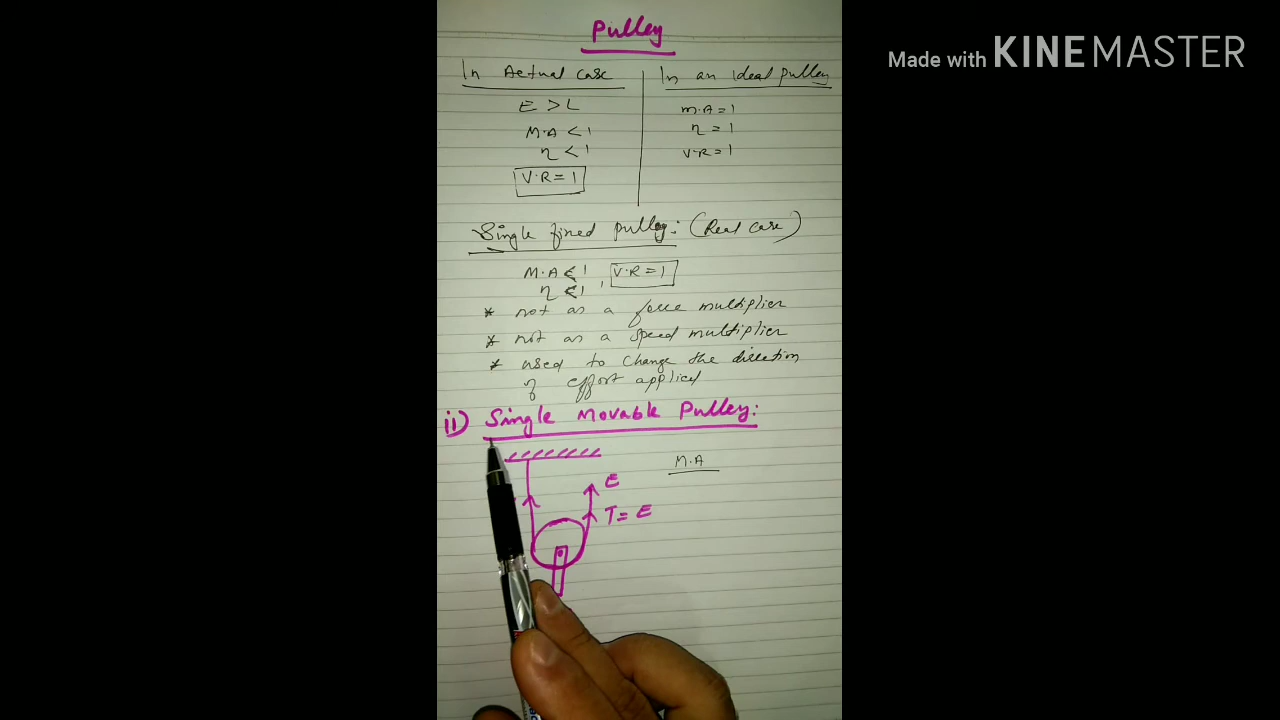 Pulley
In Actual case
E > L
M.A < 1
η < 1
V.R = 1
In an ideal pulley
M.A = 1
η = 1
V.R = 1
Single fixed pulley: (Real case)
M.A < 1, V.R = 1
η < 1
* not as a force multiplier
* not as a speed multiplier
* used to change the direction
of effort applied
ii) Single Movable Pulley:
M.A
E
T = E
Made with KINEMASTER